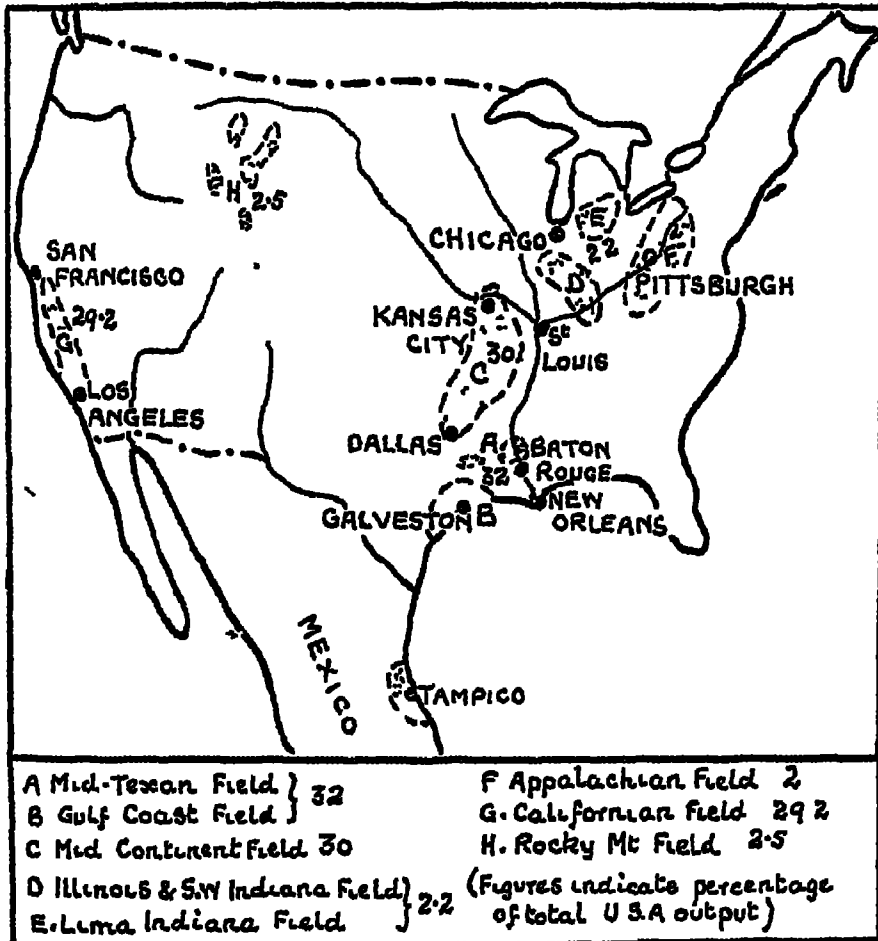 H
2.5
SAN
FRANCISCO
29.2
G
LOS
ANGELES
CHICAGO
E
22
D
2
F
PITTSBURGH
KANSAS
CITY
30
C
St
LOUIS
DALLAS
A
32
BATON
ROUGE
NEW
ORLEANS
GALVESTON B
MEXICO
TAMPICO
A Mid-Texan Field } 32
B Gulf Coast Field
C Mid Continent Field 30
D Illinois & S.W Indiana Field } 2.2
E. Lima Indiana Field
F Appalachian Field 2
G. Californian Field 29 2
H. Rocky Mt Field 2.5
(Figures indicate percentage
of total U S.A output)